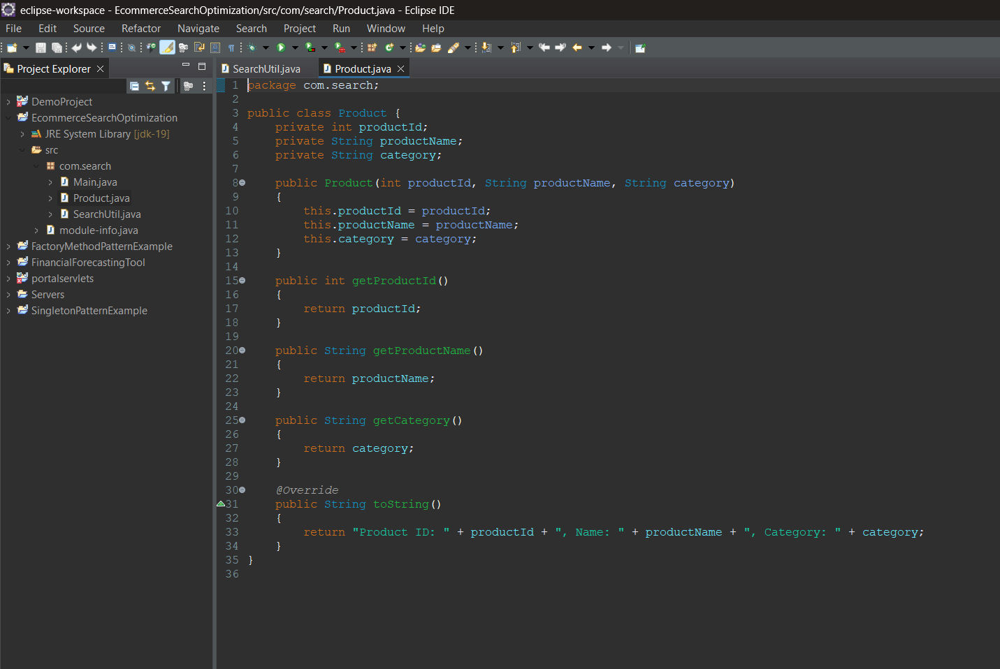 eclipse-workspace - EcommerceSearchOptimization/src/com/search/Product.java - Eclipse IDE
File Edit Source Refactor Navigate Search Project Run Window Help
Project Explorer
DemoProject
EcommerceSearchOptimization
JRE System Library [jdk-19]
src
com.search
Main.java
Product.java
SearchUtil.java
module-info.java
FactoryMethodPatternExample
FinancialForecastingTool
portalservlets
Servers
SingletonPatternExample
SearchUtil.java Product.java
1 package com.search;
2
3 public class Product {
4     private int productId;
5     private String productName;
6     private String category;
7
8     public Product(int productId, String productName, String category)
9     {
10         this.productId = productId;
11         this.productName = productName;
12         this.category = category;
13     }
14
15     public int getProductId()
16     {
17         return productId;
18     }
19
20     public String getProductName()
21     {
22         return productName;
23     }
24
25     public String getCategory()
26     {
27         return category;
28     }
29
30     @Override
31     public String toString()
32     {
33         return "Product ID: " + productId + ", Name: " + productName + ", Category: " + category;
34     }
35 }
36